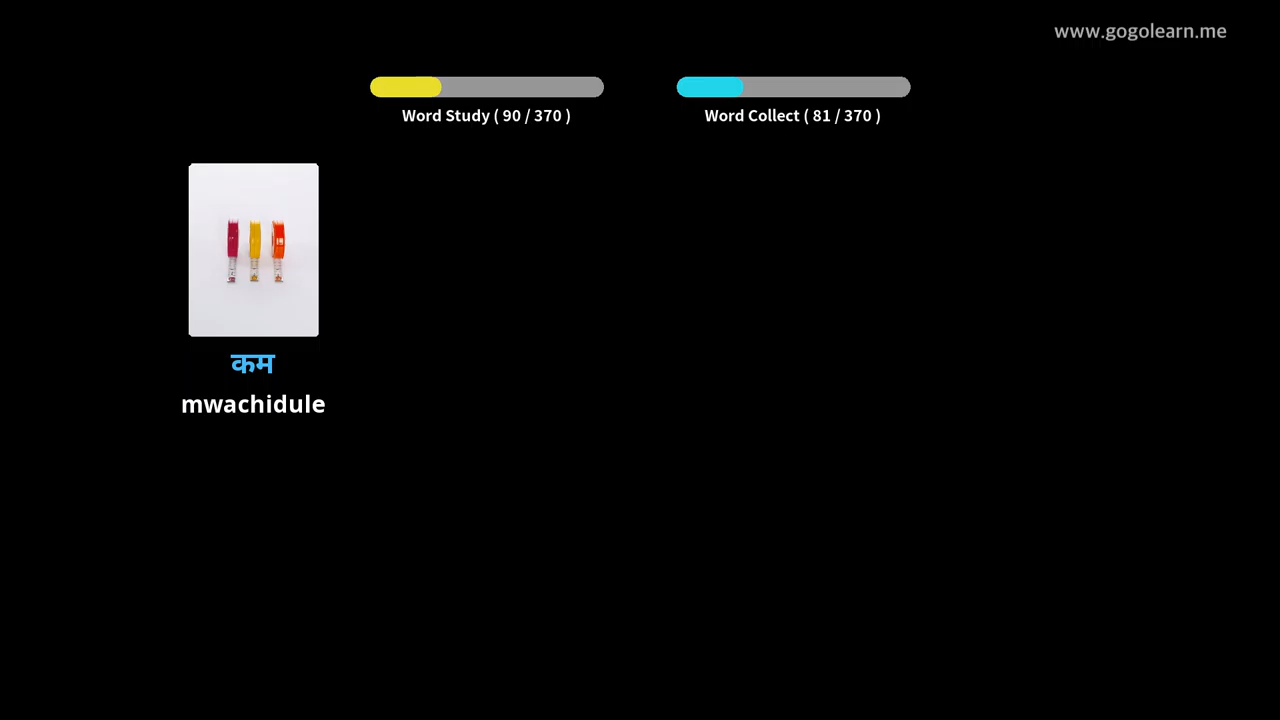 www.gogolearn.me
Word Study ( 90 / 370 )
Word Collect ( 81 / 370 )
कम
mwachidule